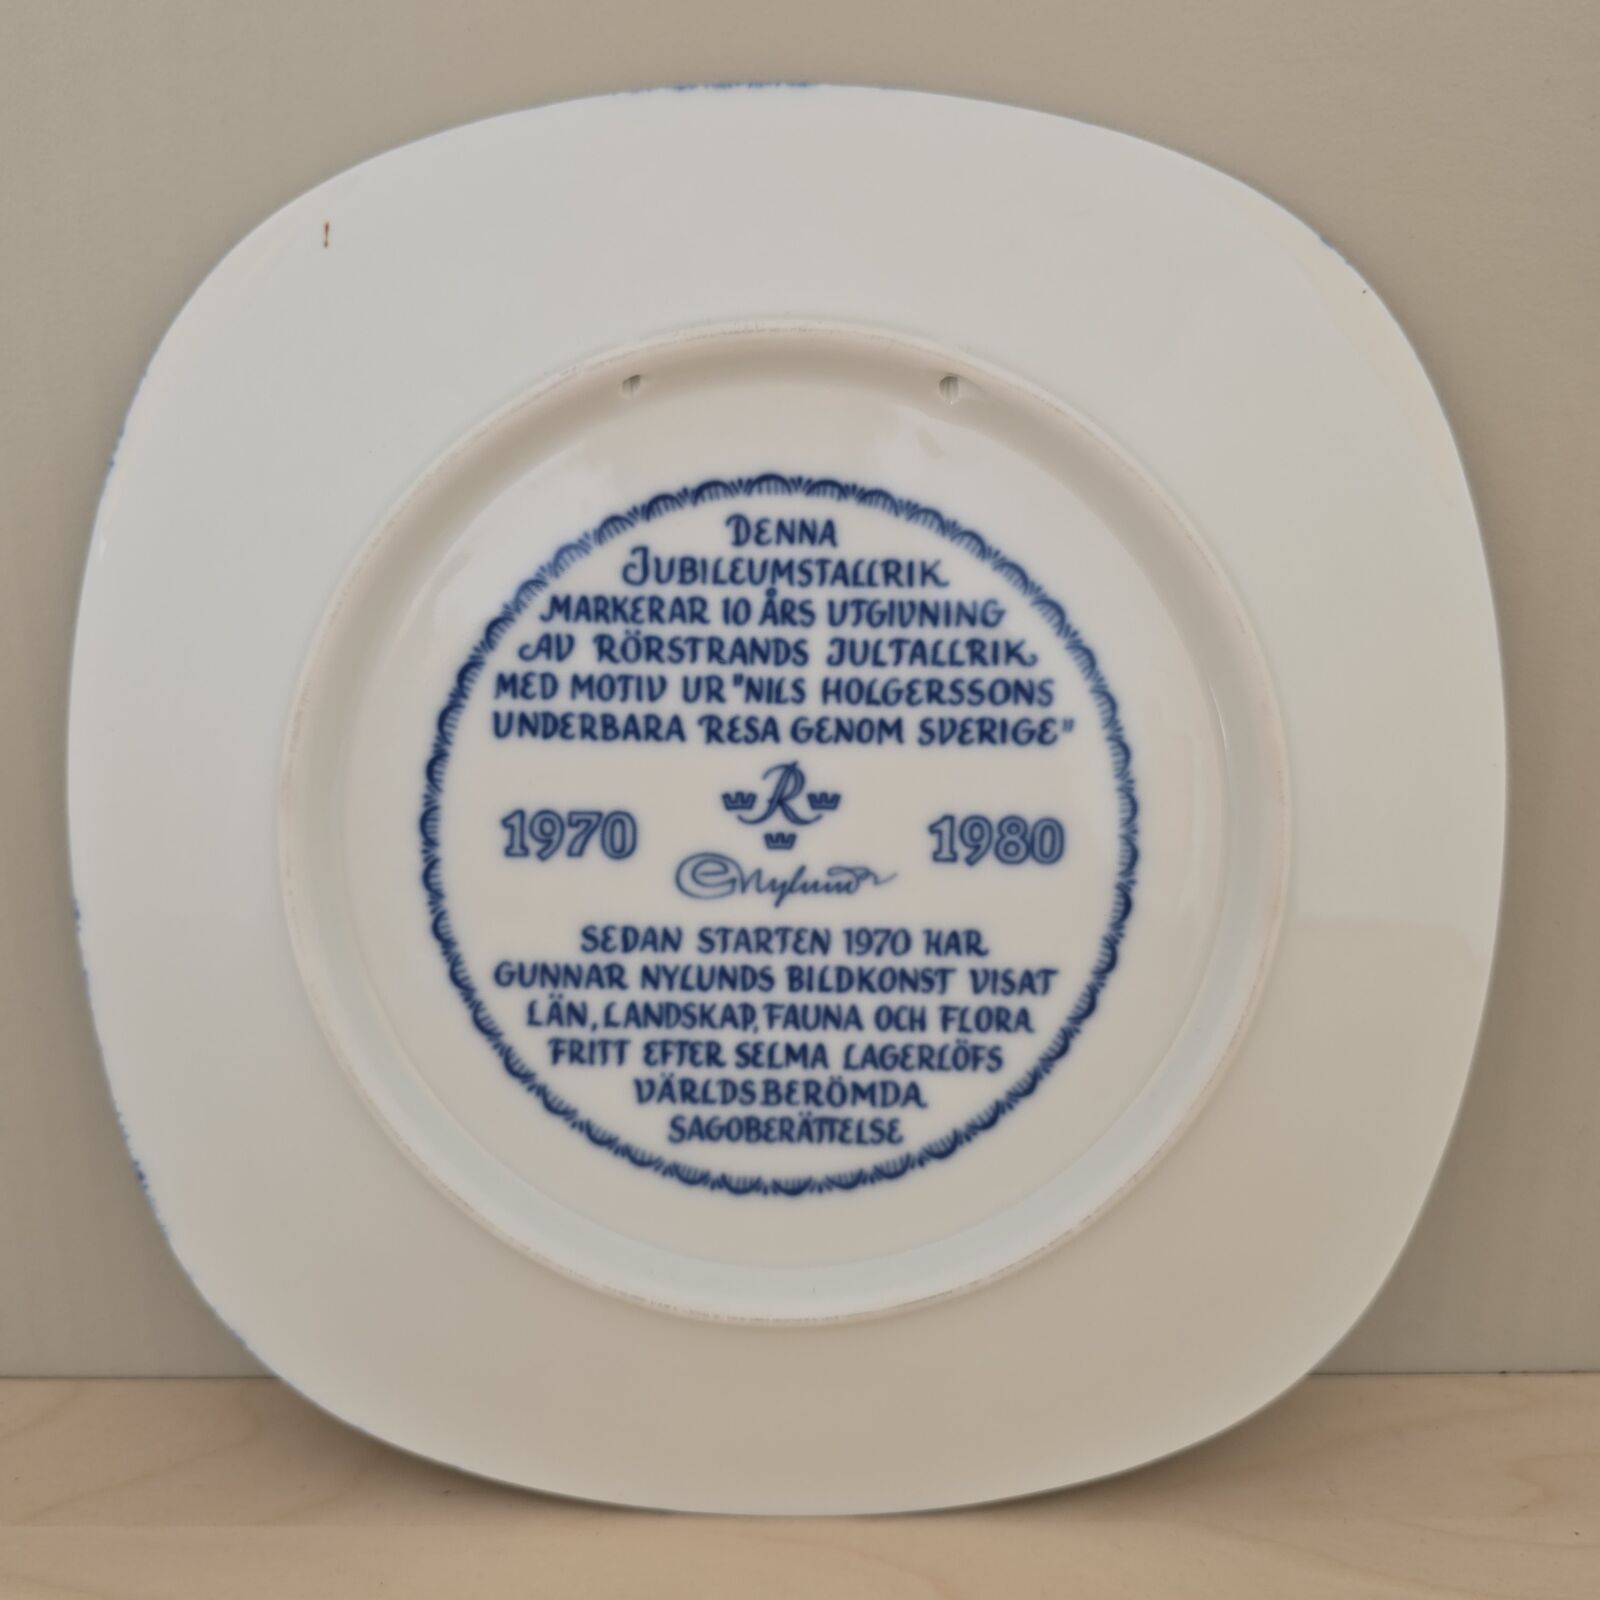 DENNA
JUBILEUMSTALLRIK
MARKERAR 10 ÅRS UTGIVNING
AV RÖRSTRANDS JULTALLRIK
MED MOTIV UR "NILS HOLGERSSONS
UNDERBARA RESA GENOM SVERIGE"
R
1970 1980
GNylund
SEDAN STARTEN 1970 HAR
GUNNAR NYLUNDS BILDKONST VISAT
LÄN, LANDSKAP, FAUNA OCH FLORA
FRITT EFTER SELMA LAGERLÖFS
VÄRLDSBERÖMDA
SAGOBERÄTTELSE